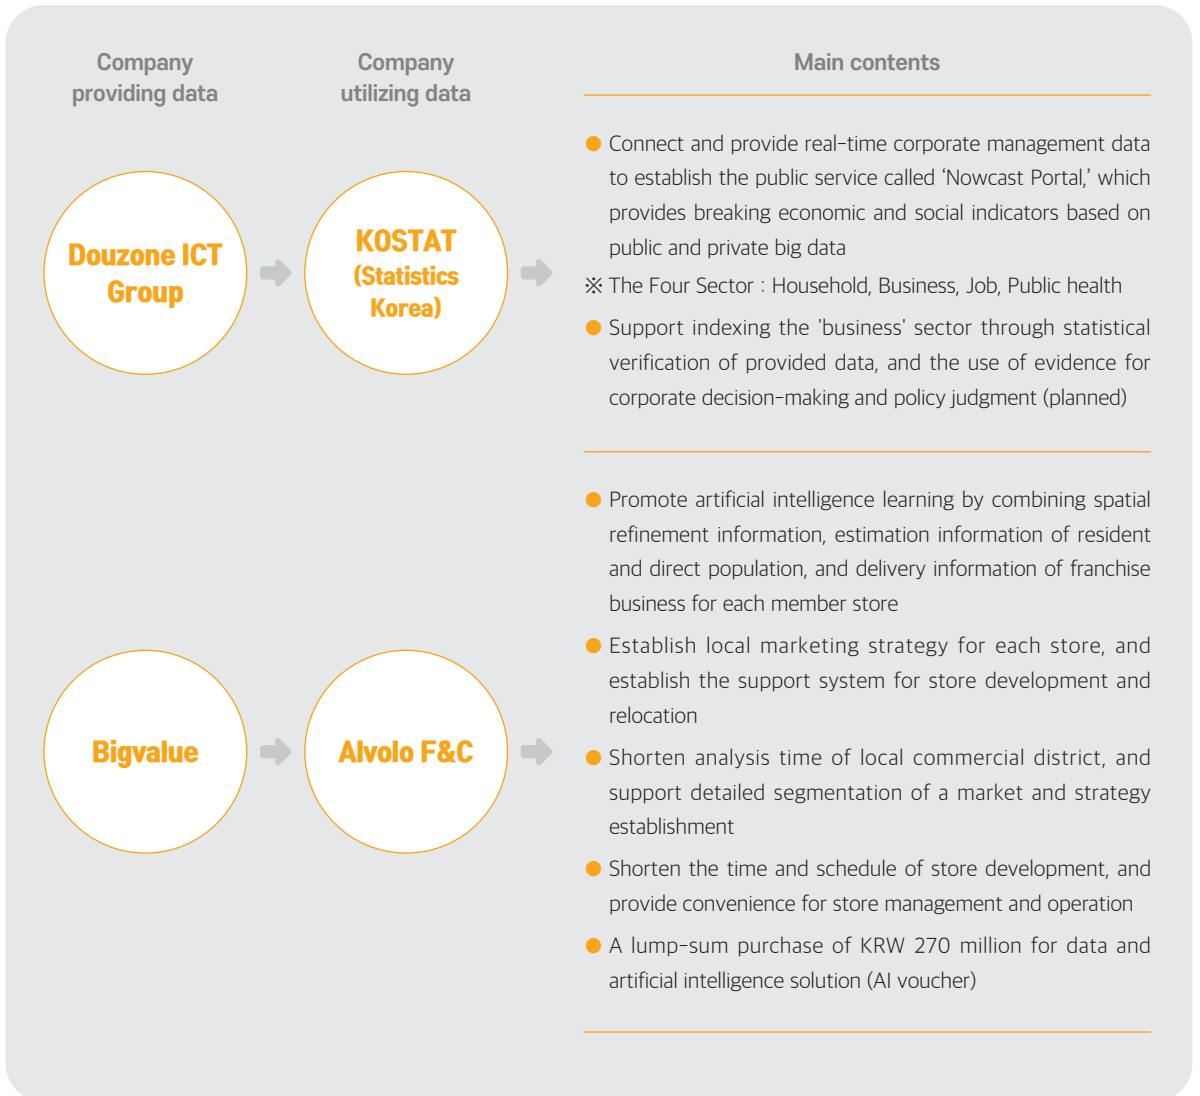 Company
providing data
Company
utilizing data
Main contents
Douzone ICT
Group
KOSTAT
(Statistics
Korea)
● Connect and provide real-time corporate management data
to establish the public service called ‘Nowcast Portal,’ which
provides breaking economic and social indicators based on
public and private big data
※ The Four Sector : Household, Business, Job, Public health
● Support indexing the 'business' sector through statistical
verification of provided data, and the use of evidence for
corporate decision-making and policy judgment (planned)
Bigvalue
Alvolo F&C
● Promote artificial intelligence learning by combining spatial
refinement information, estimation information of resident
and direct population, and delivery information of franchise
business for each member store
● Establish local marketing strategy for each store, and
establish the support system for store development and
relocation
● Shorten analysis time of local commercial district, and
support detailed segmentation of a market and strategy
establishment
● Shorten the time and schedule of store development, and
provide convenience for store management and operation
● A lump-sum purchase of KRW 270 million for data and
artificial intelligence solution (AI voucher)